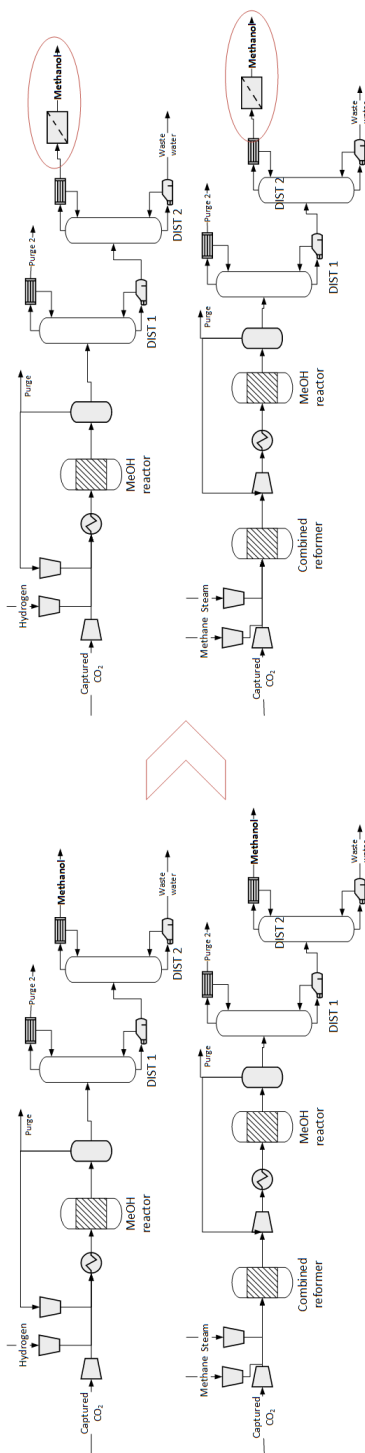 Hydrogen
Captured
CO2
MeOH
reactor
Purge
DIST 1
Purge 2
DIST 2
Methanol
Waste
water
Methane Steam
Captured
CO2
Combined
reformer
MeOH
reactor
Purge
DIST 1
Purge 2
DIST 2
Methanol
Waste
water
Hydrogen
Captured
CO2
MeOH
reactor
Purge
DIST 1
Purge 2
DIST 2
Methanol
Waste
water
Methane Steam
Captured
CO2
Combined
reformer
MeOH
reactor
Purge
DIST 1
Purge 2
DIST 2
Methanol
Waste
water